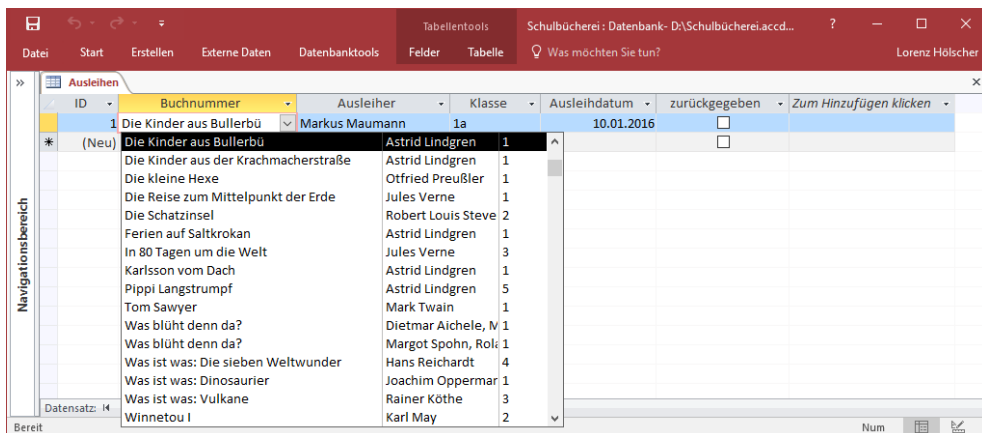 Tabellentools Schulbücherei : Datenbank- D:\Schulbücherei.accd... ?
Datei Start Erstellen Externe Daten Datenbanktools Felder Tabelle Was möchten Sie tun? Lorenz Hölscher
Ausleihen
ID Buchnummer Ausleiher Klasse Ausleihdatum zurückgegeben Zum Hinzufügen klicken
1 Die Kinder aus Bullerbü Markus Maumann 1a 10.01.2016
(Neu) Die Kinder aus Bullerbü Astrid Lindgren 1
Die Kinder aus der Krachmacherstraße Astrid Lindgren 1
Die kleine Hexe Otfried Preußler 1
Die Reise zum Mittelpunkt der Erde Jules Verne 1
Die Schatzinsel Robert Louis Steve 2
Ferien auf Saltkrokan Astrid Lindgren 1
In 80 Tagen um die Welt Jules Verne 3
Karlsson vom Dach Astrid Lindgren 1
Pippi Langstrumpf Astrid Lindgren 5
Tom Sawyer Mark Twain 1
Was blüht denn da? Dietmar Aichele, M 1
Was blüht denn da? Margot Spohn, Rola 1
Was ist was: Die sieben Weltwunder Hans Reichardt 4
Was ist was: Dinosaurier Joachim Opperman 1
Was ist was: Vulkane Rainer Köthe 3
Winnetou I Karl May 2
Navigationsbereich
Datensatz:
Bereit Num